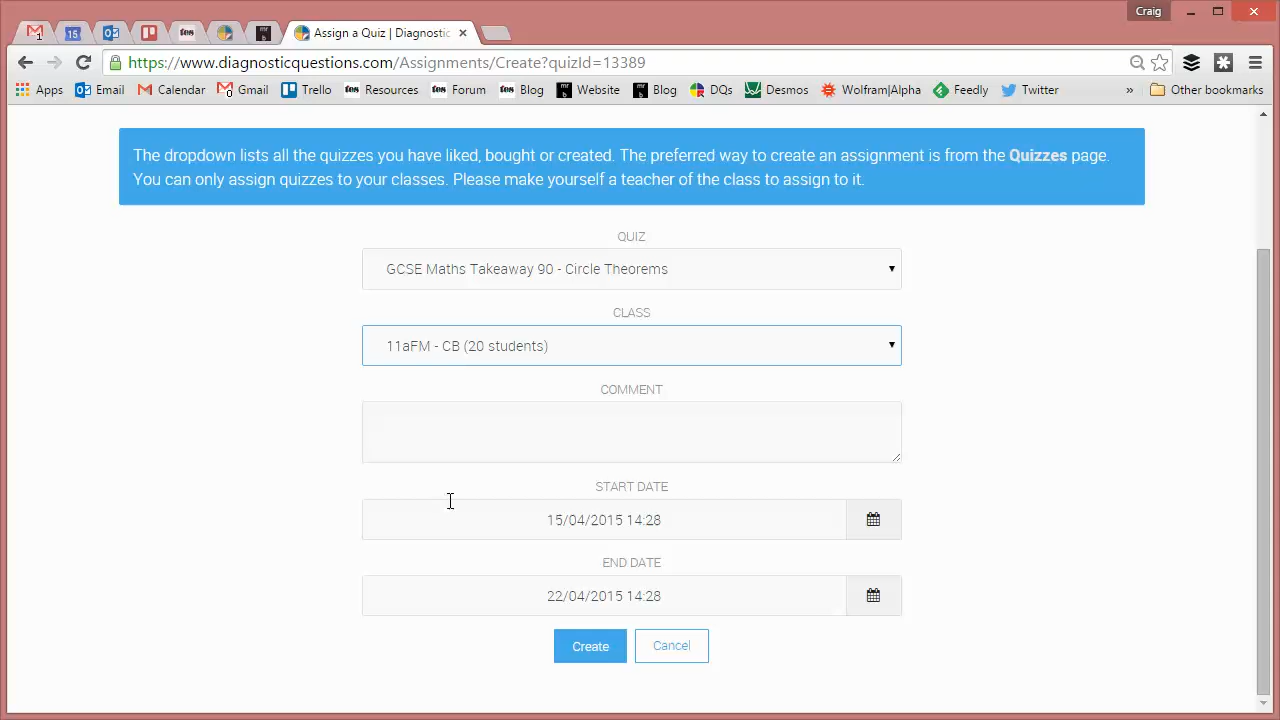 Craig
Assign a Quiz | Diagnostic
https://www.diagnosticquestions.com/Assignments/Create?quizId=13389
Apps Email Calendar Gmail Trello tes Resources tes Forum tes Blog Website Blog DQs Desmos Wolfram|Alpha Feedly Twitter » Other bookmarks
The dropdown lists all the quizzes you have liked, bought or created. The preferred way to create an assignment is from the Quizzes page.
You can only assign quizzes to your classes. Please make yourself a teacher of the class to assign to it.
QUIZ
GCSE Maths Takeaway 90 - Circle Theorems
CLASS
11aFM - CB (20 students)
COMMENT
START DATE
15/04/2015 14:28
END DATE
22/04/2015 14:28
Create Cancel